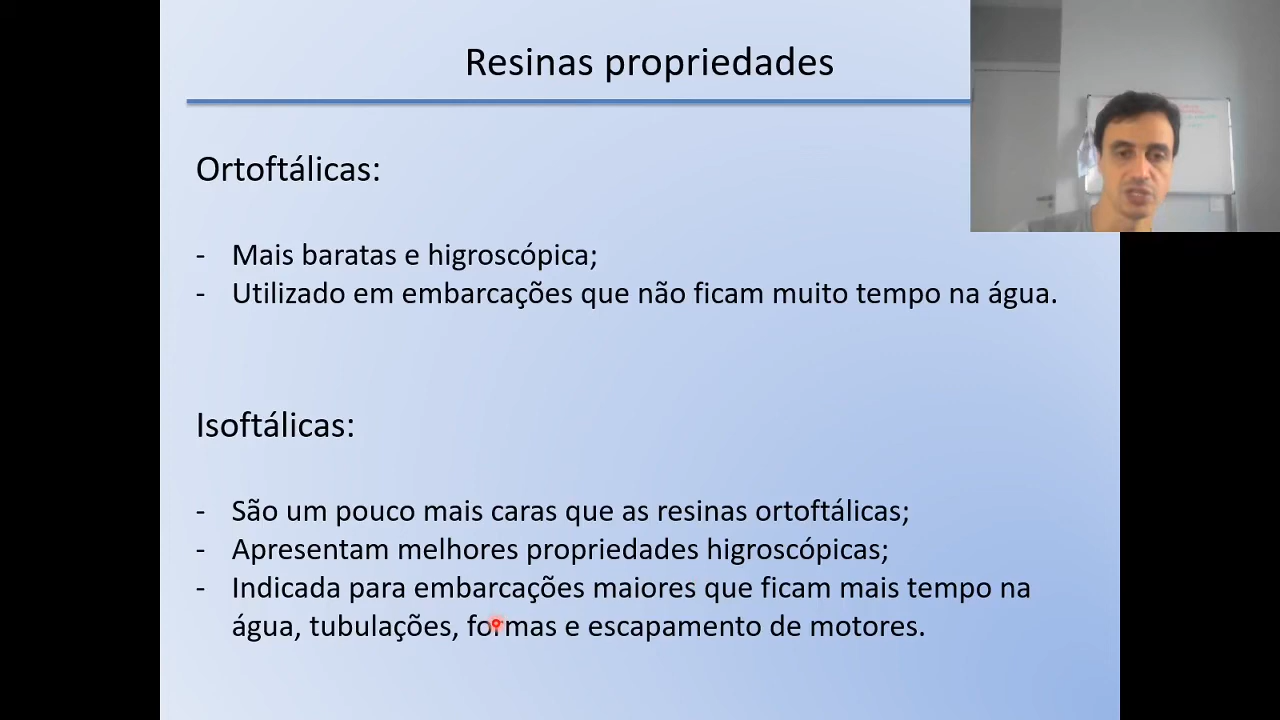 Resinas propriedades
Ortoftálicas:
- Mais baratas e higroscópica;
- Utilizado em embarcações que não ficam muito tempo na água.
Isoftálicas:
- São um pouco mais caras que as resinas ortoftálicas;
- Apresentam melhores propriedades higroscópicas;
- Indicada para embarcações maiores que ficam mais tempo na
água, tubulações, formas e escapamento de motores.